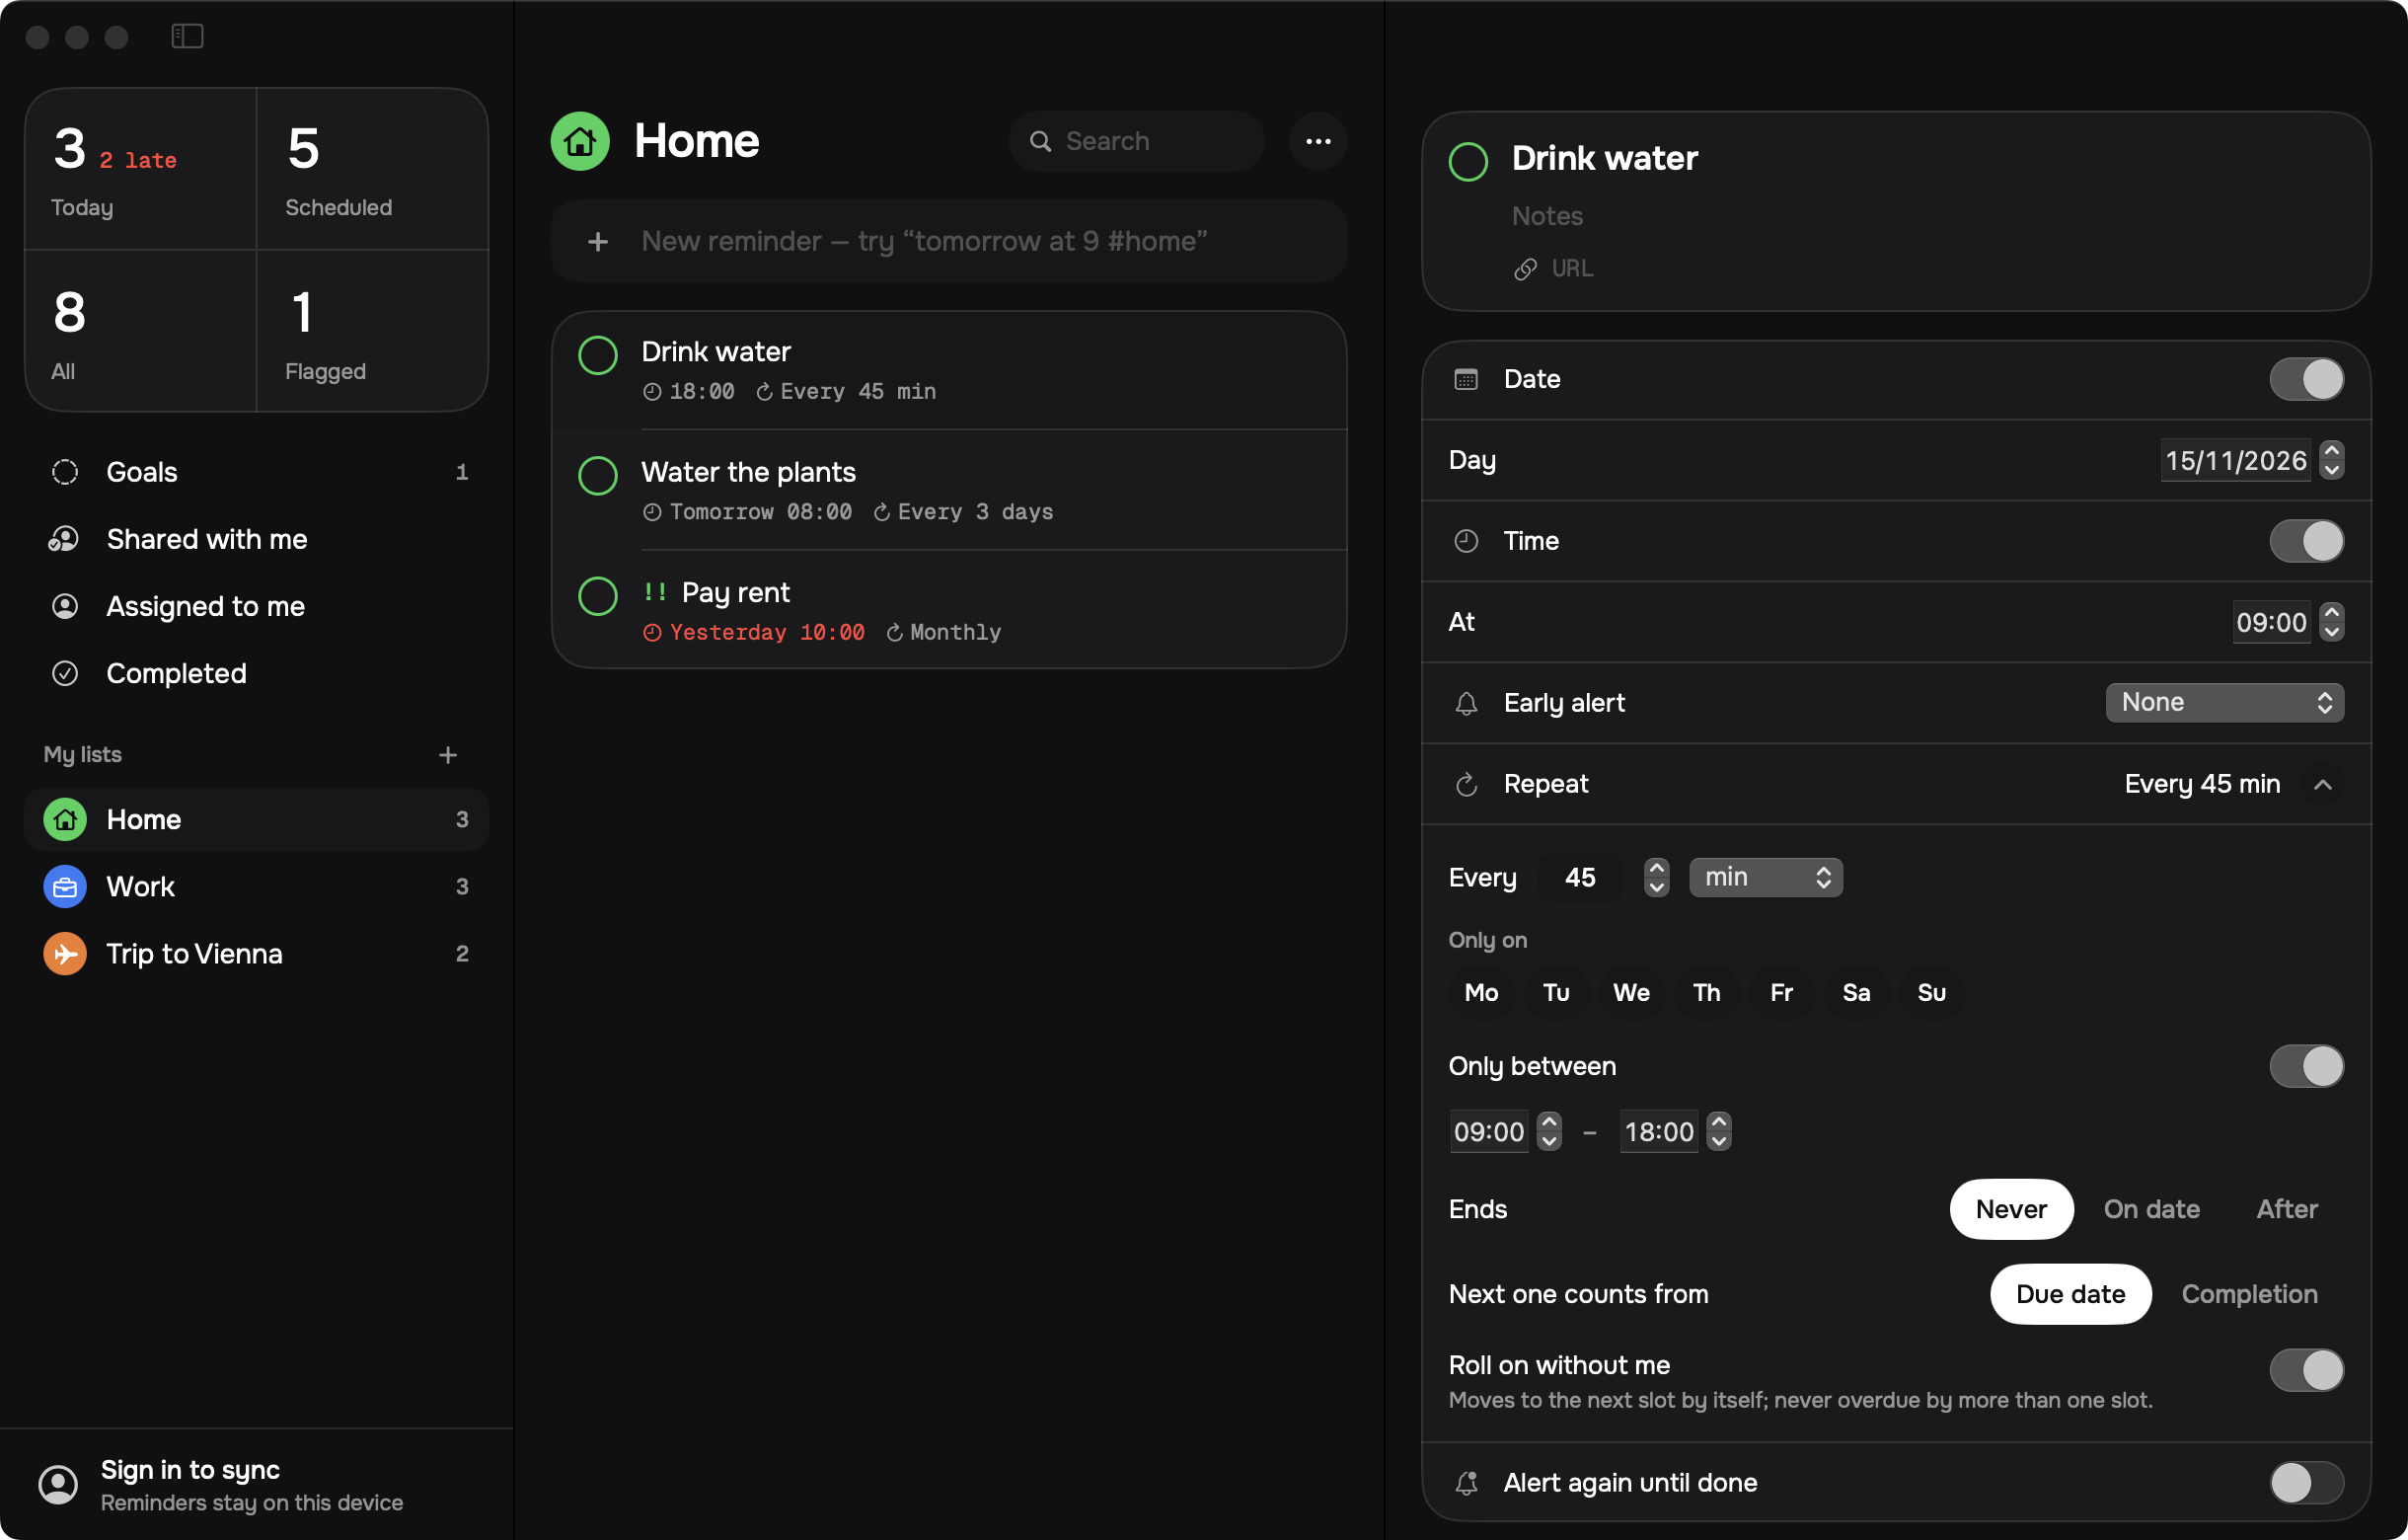 3 2 late
Today
5
Scheduled
8
All
1
Flagged
Goals 1
Shared with me
Assigned to me
Completed
My lists
Home 3
Work 3
Trip to Vienna 2
Sign in to sync
Reminders stay on this device
Home
Search
New reminder — try “tomorrow at 9 #home”
Drink water
18:00 Every 45 min
Water the plants
Tomorrow 08:00 Every 3 days
!! Pay rent
Yesterday 10:00 Monthly
Drink water
Notes
URL
Date
Day 15/11/2026
Time
At 09:00
Early alert None
Repeat Every 45 min
Every 45 min
Only on
Mo Tu We Th Fr Sa Su
Only between
09:00 – 18:00
Ends Never On date After
Next one counts from Due date Completion
Roll on without me
Moves to the next slot by itself; never overdue by more than one slot.
Alert again until done